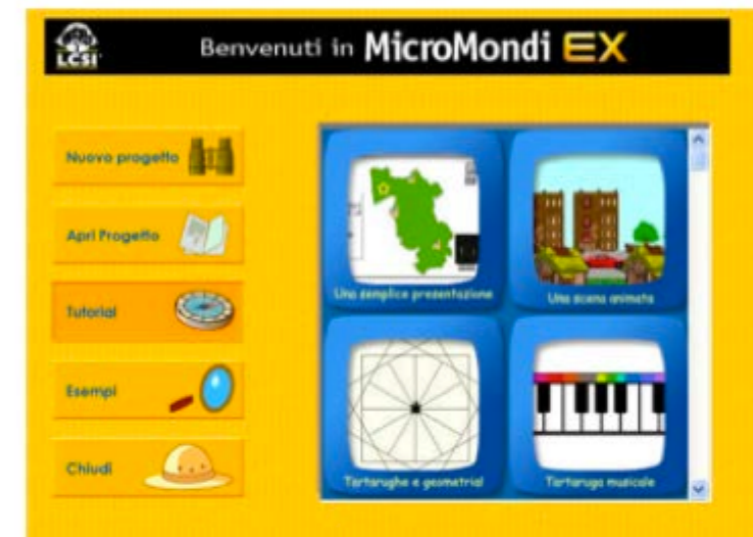 LCSI
Benvenuti in MicroMondi EX
Nuovo progetto
Apri Progetto
Tutorial
Esempi
Chiudi
Una semplice presentazione
Una scena animata
Tartarughe e geometria!
Tartaruga musicale